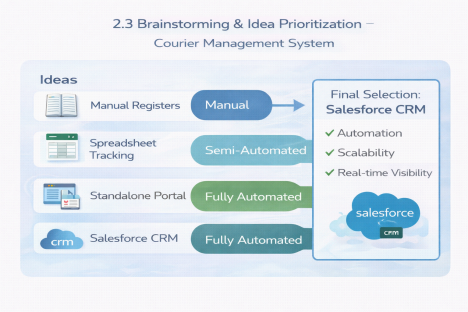 2.3 Brainstorming & Idea Prioritization –
Courier Management System
Ideas
Manual Registers
Manual
Spreadsheet
Tracking
Semi-Automated
Standalone Portal
Fully Automated
crm
Salesforce CRM
Fully Automated
Final Selection:
Salesforce CRM
✓ Automation
✓ Scalability
✓ Real-time Visibility
salesforce
CRM